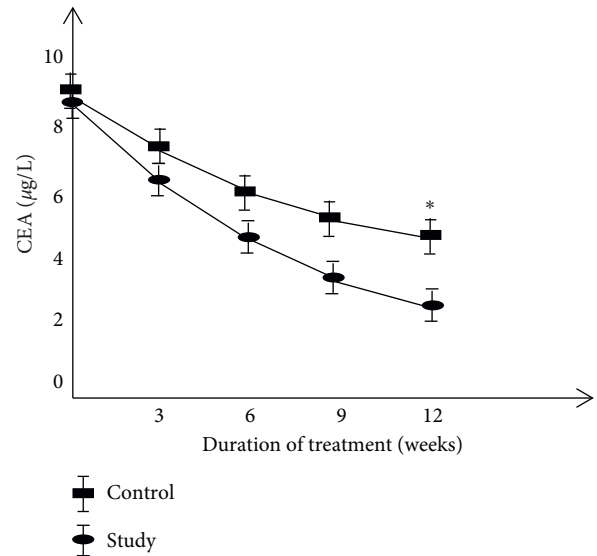 10
8
6
4
2
0
CEA (μg/L)
*
3 6 9 12
Duration of treatment (weeks)
Control
Study